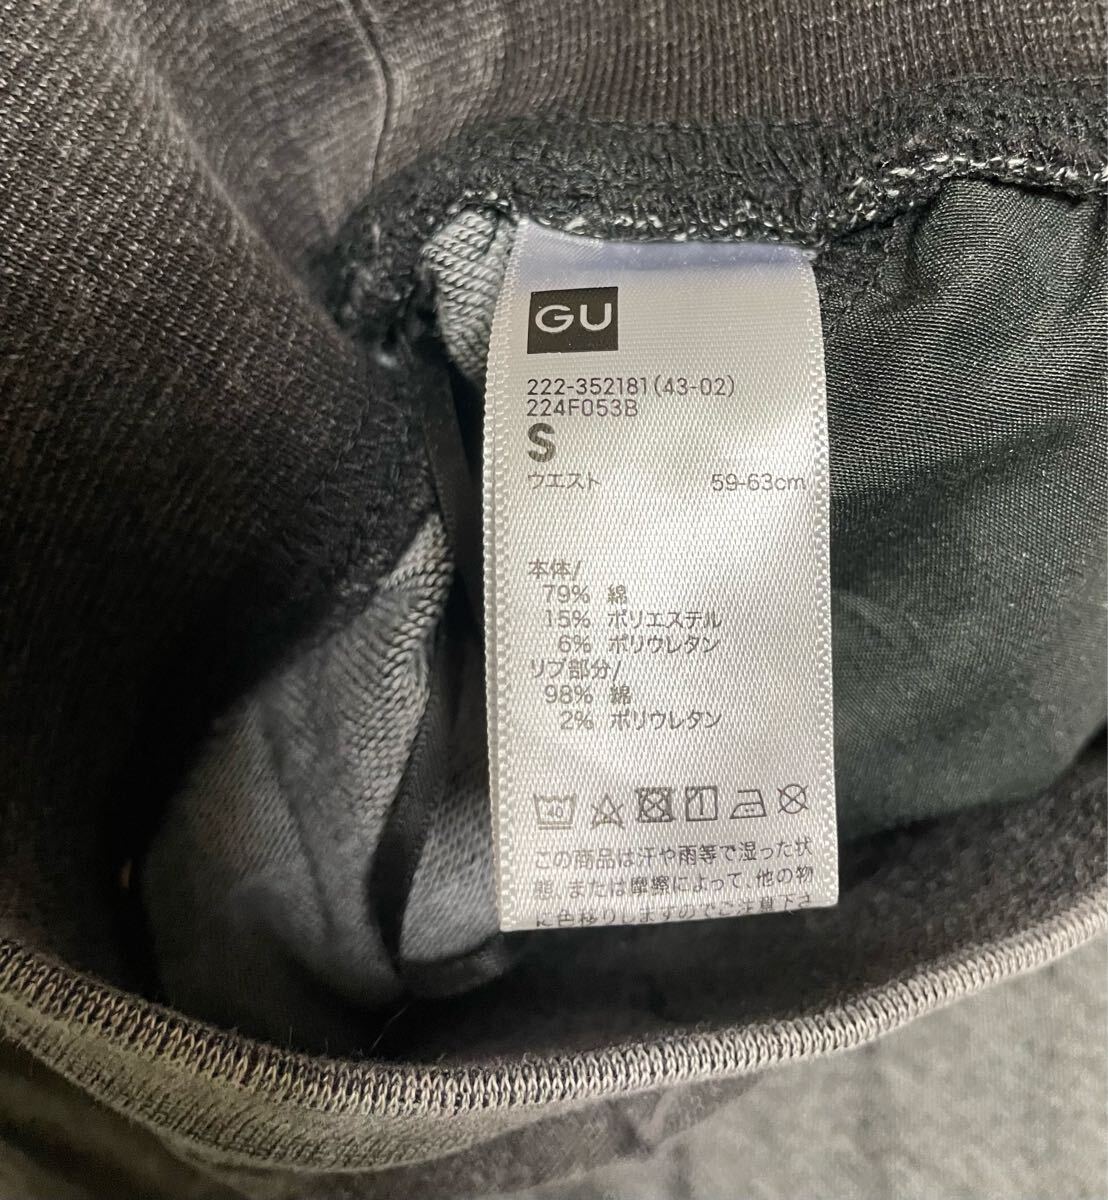 GU
222-352181(43-02)
224F053B
S
ウエスト 59-63cm
本体/
79% 綿
15% ポリエステル
6% ポリウレタン
リブ部分/
98% 綿
2% ポリウレタン
40
この商品は汗や雨等で湿った状
態、または摩擦によって、他の物
に色移りしますのでご注意下さ